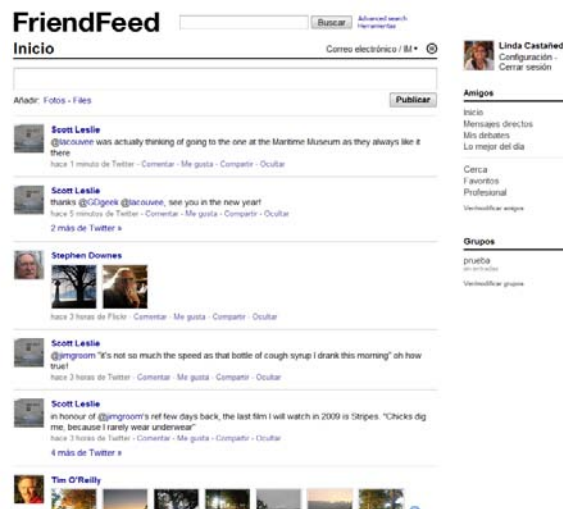 FriendFeed
Buscar
Advanced search
Herramientas
Inicio
Correo electrónico / IM
Añadir: Fotos - Files
Publicar
Scott Leslie
@lacouvee was actually thinking of going to the one at the Maritime Museum as they always like it
there
hace 1 minuto de Twitter - Comentar - Me gusta - Compartir - Ocultar
Scott Leslie
thanks @GDgeek @lacouvee, see you in the new year!
hace 5 minutos de Twitter - Comentar - Me gusta - Compartir - Ocultar
2 más de Twitter »
Stephen Downes
hace 3 horas de Flickr - Comentar - Me gusta - Compartir - Ocultar
Scott Leslie
@jimgroom "it's not so much the speed as that bottle of cough syrup I drank this morning" oh how
true!
hace 3 horas de Twitter - Comentar - Me gusta - Compartir - Ocultar
Scott Leslie
in honour of @jimgroom's ref few days back, the last film I will watch in 2009 is Stripes. "Chicks dig
me, because I rarely wear underwear"
hace 3 horas de Twitter - Comentar - Me gusta - Compartir - Ocultar
4 más de Twitter »
Tim O'Reilly
Linda Castañed
Configuración -
Cerrar sesión
Amigos
Inicio
Mensajes directos
Mis debates
Lo mejor del día
Cerca
Favoritos
Profesional
Ver/modificar amigos
Grupos
prueba
sin entradas
Ver/modificar grupos